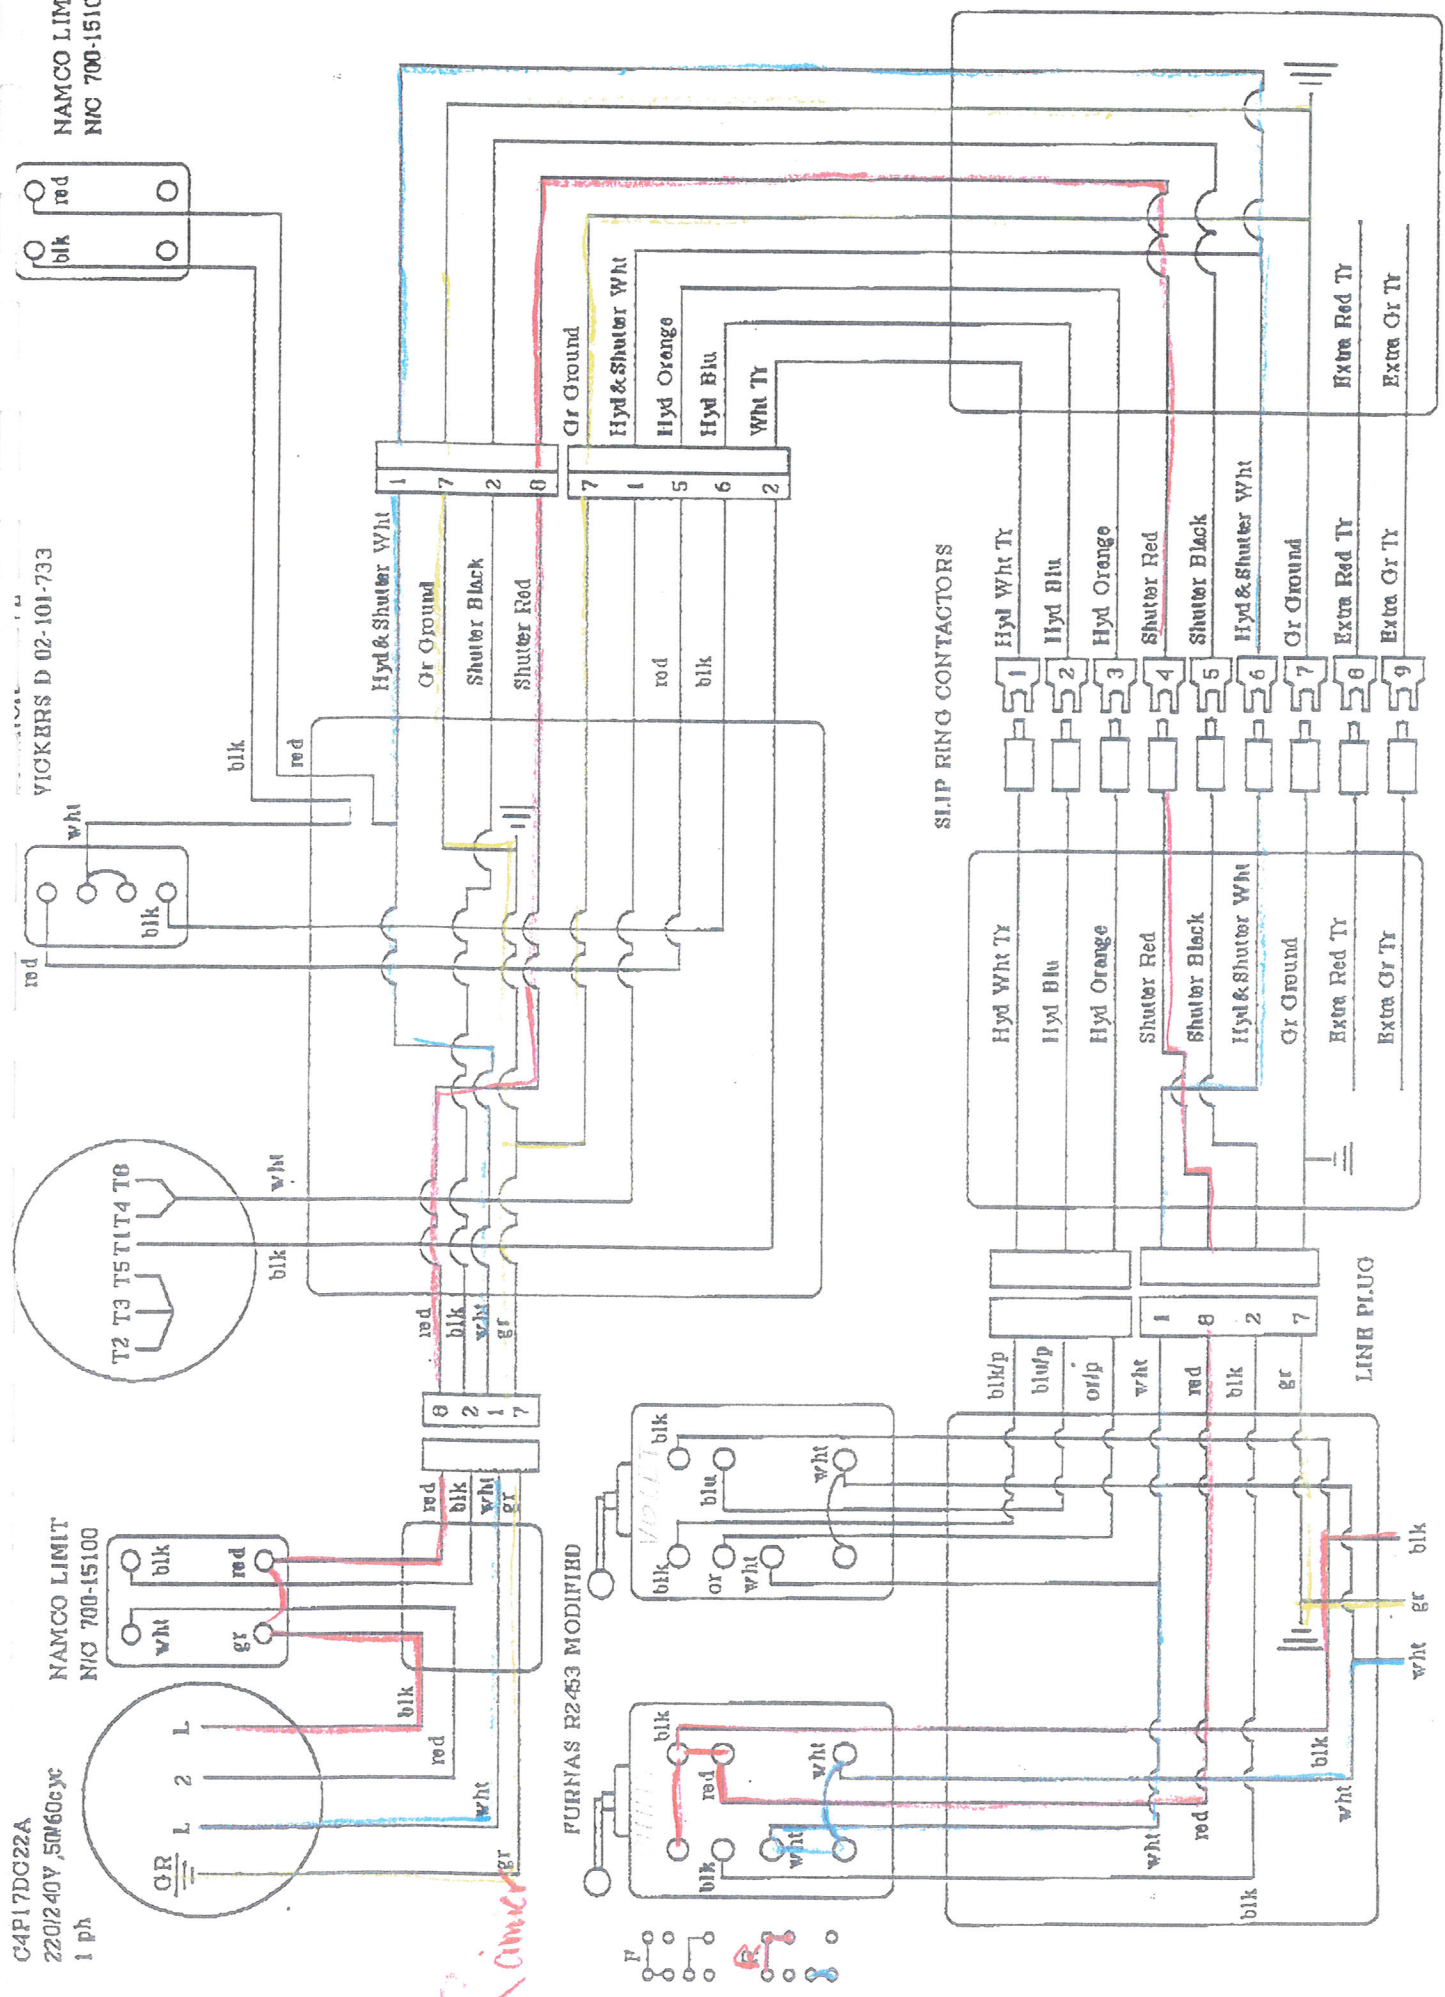 NAMCO LIM
N/C 700-1510
blk
red
VICKERS D 02-101-733
blk
red
wht
red
blk
Hyd&Shutter Wht
Gr Ground
Shutter Black
Shutter Red
1
7
2
8
7
1
5
6
2
Gr Ground
Hyd&Shutter Wht
Hyd Orange
Hyd Blu
Wht Tr
red
blk
T2 T3 T5 T1 T4 T6
blk
wht
red
blk
wht
gr
8
2
1
7
NAMCO LIMIT
N/C 700-15100
wht
blk
gr
red
red
blk
wht
gr
C4P17DC22A
220/240V,50/60cyc
1 ph
GR
L
2
L
blk
red
wht
gr
SLIP RING CONTACTORS
Hyd Wht Tr
Hyd Blu
Hyd Orange
Shutter Red
Shutter Black
Hyd&Shutter Wht
Gr Ground
Extra Red Tr
Extra Gr Tr
Extra Red Tr
Extra Gr Tr
1
2
3
4
5
6
7
8
9
Hyd Wht Tr
Hyd Blu
Hyd Orange
Shutter Red
Shutter Black
Hyd&Shutter Wht
Gr Ground
Extra Red Tr
Extra Gr Tr
1
8
2
7
LINE PLUG
blk/p
blu/p
or/p
wht
red
blk
gr
FURNAS R2453 MODIFIED
blk
blu
wht
blk
or
wht
blk
red
wht
blk
wht
wht
red
blk
blk
wht
wht
gr
blk
F
R